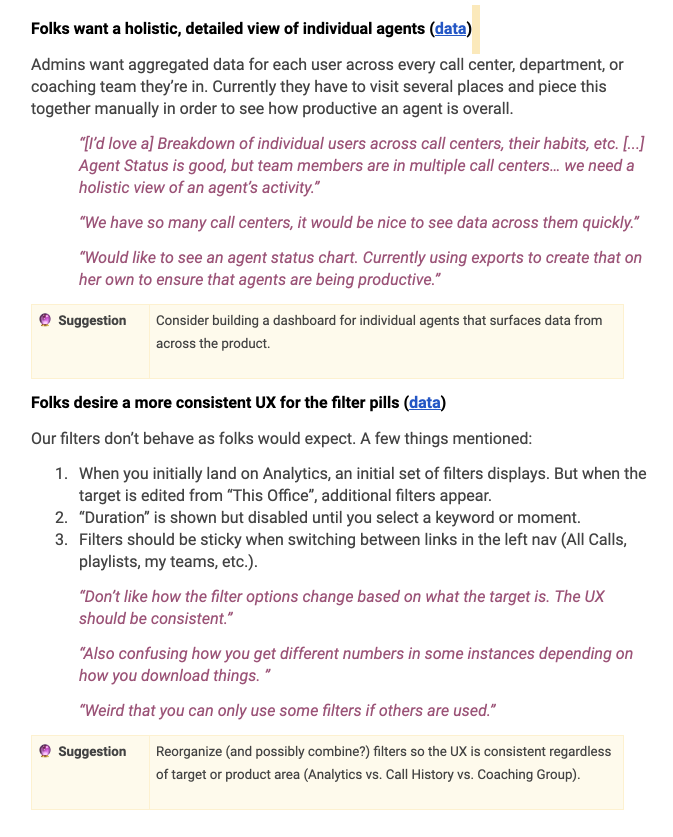 Folks want a holistic, detailed view of individual agents (data)
Admins want aggregated data for each user across every call center, department, or
coaching team they’re in. Currently they have to visit several places and piece this
together manually in order to see how productive an agent is overall.
“[I’d love a] Breakdown of individual users across call centers, their habits, etc. [...]
Agent Status is good, but team members are in multiple call centers… we need a
holistic view of an agent’s activity.”
“We have so many call centers, it would be nice to see data across them quickly.”
“Would like to see an agent status chart. Currently using exports to create that on
her own to ensure that agents are being productive.”
🔮 Suggestion
Consider building a dashboard for individual agents that surfaces data from
across the product.
Folks desire a more consistent UX for the filter pills (data)
Our filters don’t behave as folks would expect. A few things mentioned:
1. When you initially land on Analytics, an initial set of filters displays. But when the
target is edited from “This Office”, additional filters appear.
2. “Duration” is shown but disabled until you select a keyword or moment.
3. Filters should be sticky when switching between links in the left nav (All Calls,
playlists, my teams, etc.).
“Don’t like how the filter options change based on what the target is. The UX
should be consistent.”
“Also confusing how you get different numbers in some instances depending on
how you download things. ”
“Weird that you can only use some filters if others are used.”
🔮 Suggestion
Reorganize (and possibly combine?) filters so the UX is consistent regardless
of target or product area (Analytics vs. Call History vs. Coaching Group).